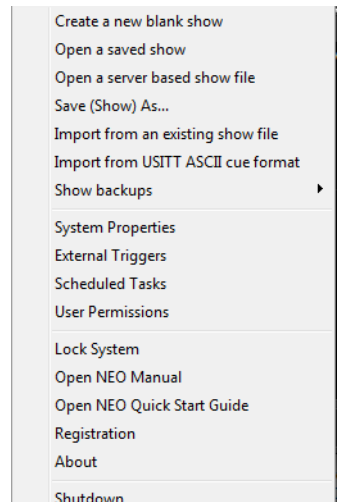 Create a new blank show
Open a saved show
Open a server based show file
Save (Show) As...
Import from an existing show file
Import from USITT ASCII cue format
Show backups
System Properties
External Triggers
Scheduled Tasks
User Permissions
Lock System
Open NEO Manual
Open NEO Quick Start Guide
Registration
About
Shutdown